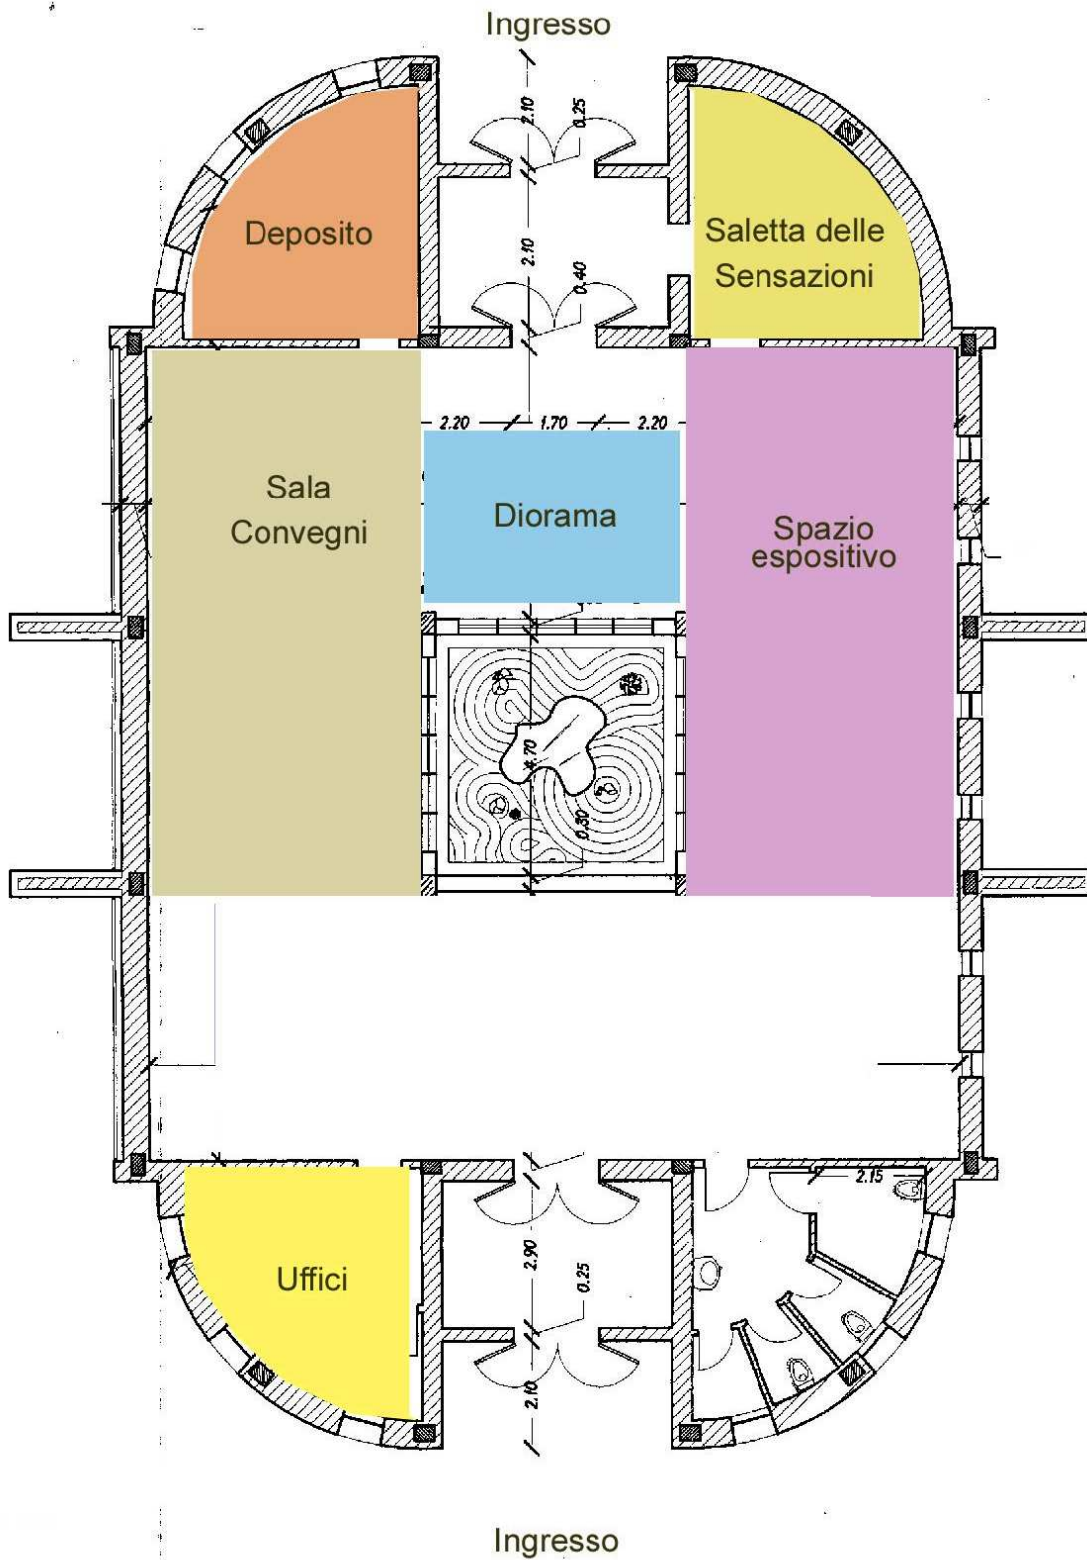 Ingresso
2.10
0.25
Deposito
2.10
0.40
Saletta delle
Sensazioni
2.20
1.70
2.20
Sala
Convegni
Diorama
Spazio
espositivo
4.70
0.30
2.15
Uffici
2.90
0.25
2.10
Ingresso